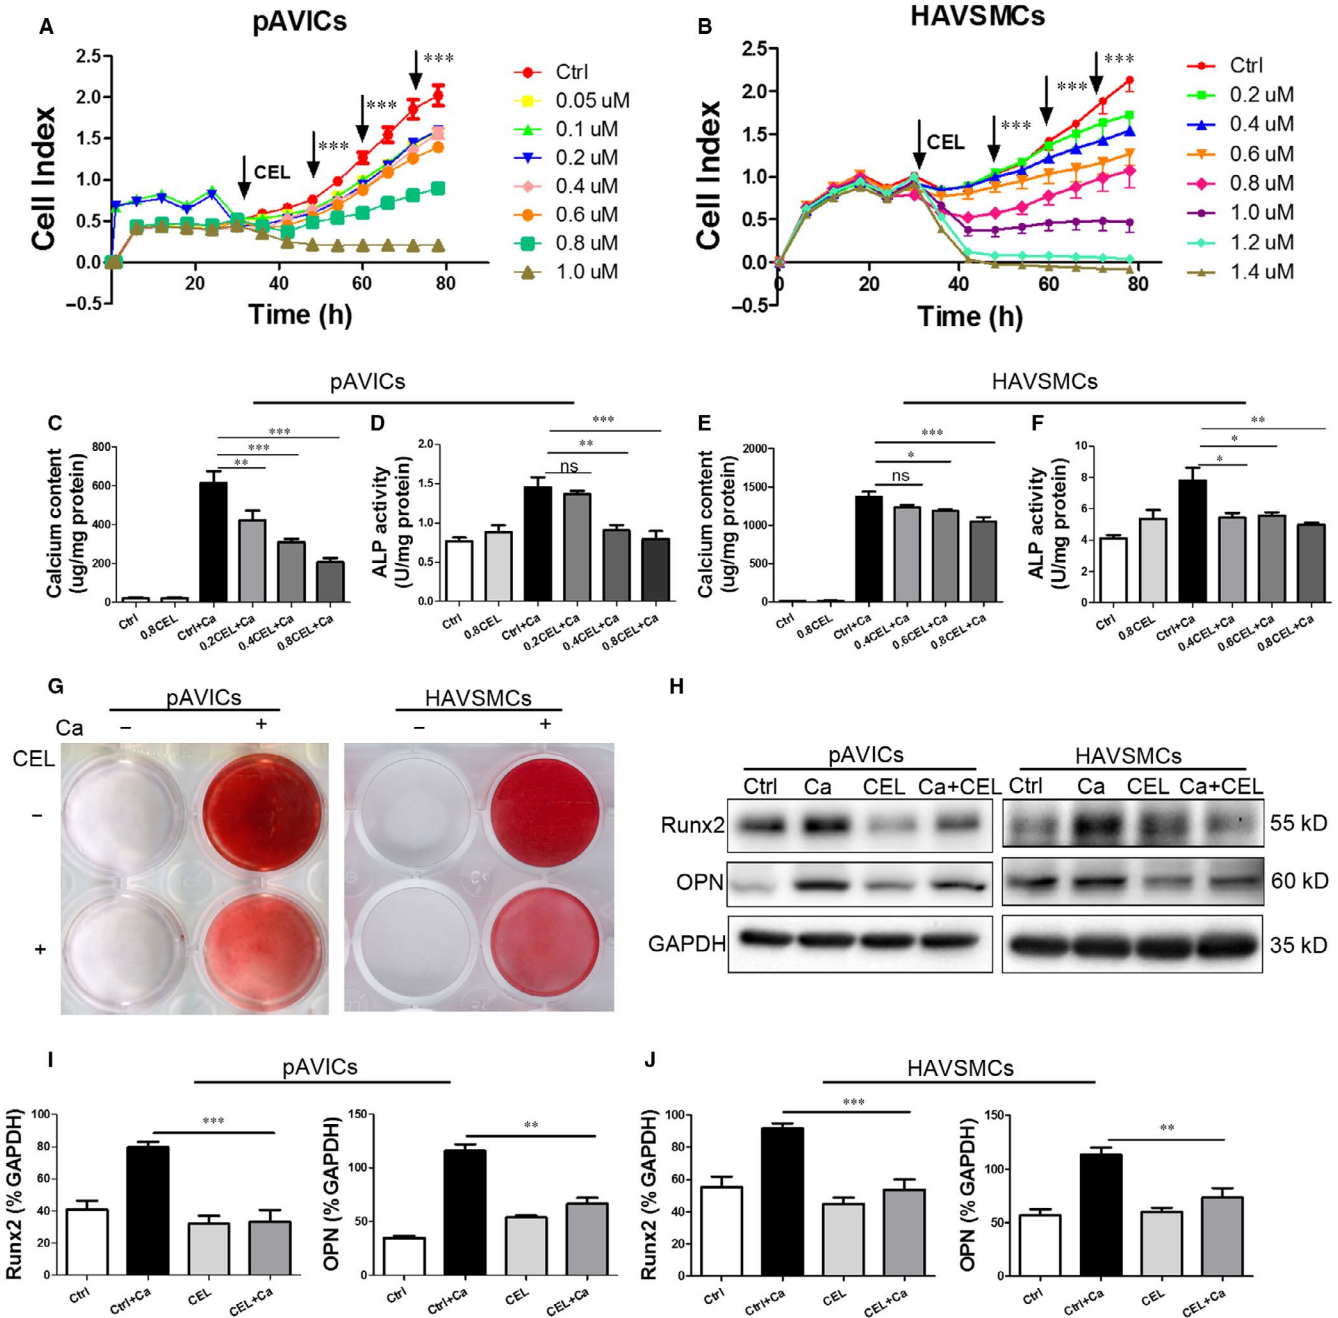 A
pAVICs
Cell Index
2.5
2.0
1.5
1.0
0.5
0.0
−0.5
20
40
60
80
Time (h)
CEL
***
***
***
Ctrl
0.05 uM
0.1 uM
0.2 uM
0.4 uM
0.6 uM
0.8 uM
1.0 uM
B
HAVSMCs
Cell Index
2.5
2.0
1.5
1.0
0.5
0.0
−0.5
0
20
40
60
80
Time (h)
CEL
***
***
***
Ctrl
0.2 uM
0.4 uM
0.6 uM
0.8 uM
1.0 uM
1.2 uM
1.4 uM
pAVICs
C
Calcium content
(ug/mg protein)
800
600
400
200
0
***
***
**
Ctrl
0.8CEL
Ctrl+Ca
0.2CEL+Ca
0.4CEL+Ca
0.8CEL+Ca
D
ALP activity
(U/mg protein)
2.0
1.5
1.0
0.5
0.0
***
**
ns
Ctrl
0.8CEL
Ctrl+Ca
0.2CEL+Ca
0.4CEL+Ca
0.8CEL+Ca
HAVSMCs
E
Calcium content
(ug/mg protein)
2000
1500
1000
500
0
***
*
ns
Ctrl
0.8CEL
Ctrl+Ca
0.4CEL+Ca
0.6CEL+Ca
0.8CEL+Ca
F
ALP activity
(U/mg protein)
10
8
6
4
2
0
**
*
*
Ctrl
0.8CEL
Ctrl+Ca
0.4CEL+Ca
0.6CEL+Ca
0.8CEL+Ca
G
pAVICs
HAVSMCs
Ca − + − +
CEL
−
+
H
pAVICs
HAVSMCs
Ctrl Ca CEL Ca+CEL Ctrl Ca CEL Ca+CEL
Runx2 55 kD
OPN 60 kD
GAPDH 35 kD
I
pAVICs
Runx2 (% GAPDH)
100
80
60
40
20
0
***
Ctrl
Ctrl+Ca
CEL
CEL+Ca
OPN (% GAPDH)
150
100
50
0
**
Ctrl
Ctrl+Ca
CEL
CEL+Ca
J
HAVSMCs
Runx2 (% GAPDH)
100
80
60
40
20
0
***
Ctrl
Ctrl+Ca
CEL
CEL+Ca
OPN (% GAPDH)
150
100
50
0
**
Ctrl
Ctrl+Ca
CEL
CEL+Ca